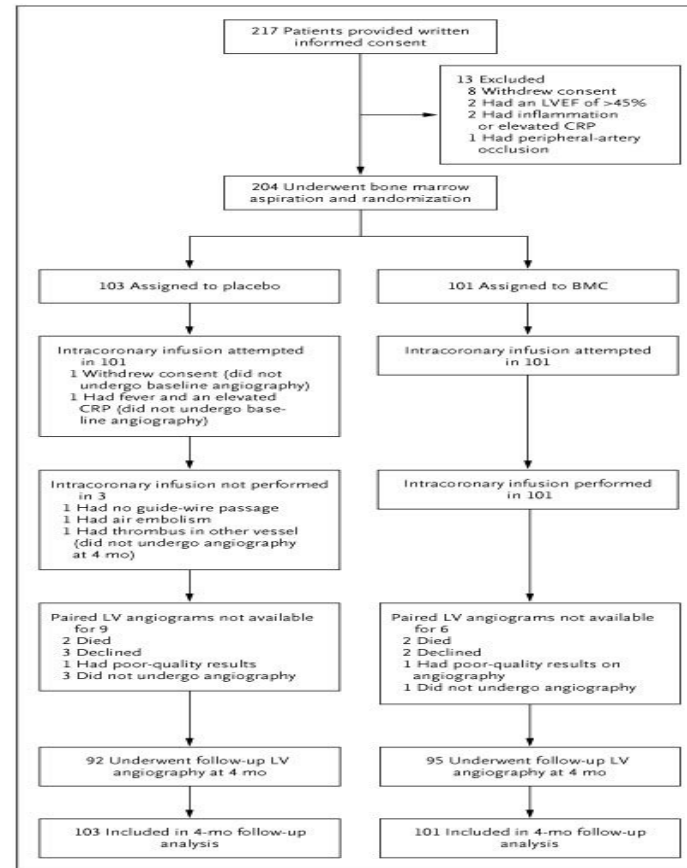 217 Patients provided written
informed consent
13 Excluded
8 Withdrew consent
2 Had an LVEF of >45%
2 Had inflammation
or elevated CRP
1 Had peripheral-artery
occlusion
204 Underwent bone marrow
aspiration and randomization
103 Assigned to placebo
101 Assigned to BMC
Intracoronary infusion attempted
in 101
1 Withdrew consent (did not
undergo baseline angiography)
1 Had fever and an elevated
CRP (did not undergo base-
line angiography)
Intracoronary infusion attempted
in 101
Intracoronary infusion not performed
in 3
1 Had no guide-wire passage
1 Had air embolism
1 Had thrombus in other vessel
(did not undergo angiography
at 4 mo)
Intracoronary infusion performed
in 101
Paired LV angiograms not available
for 9
2 Died
3 Declined
1 Had poor-quality results
3 Did not undergo angiography
Paired LV angiograms not available
for 6
2 Died
2 Declined
1 Had poor-quality results on
angiography
1 Did not undergo angiography
92 Underwent follow-up LV
angiography at 4 mo
95 Underwent follow-up LV
angiography at 4 mo
103 Included in 4-mo follow-up
analysis
101 Included in 4-mo follow-up
analysis